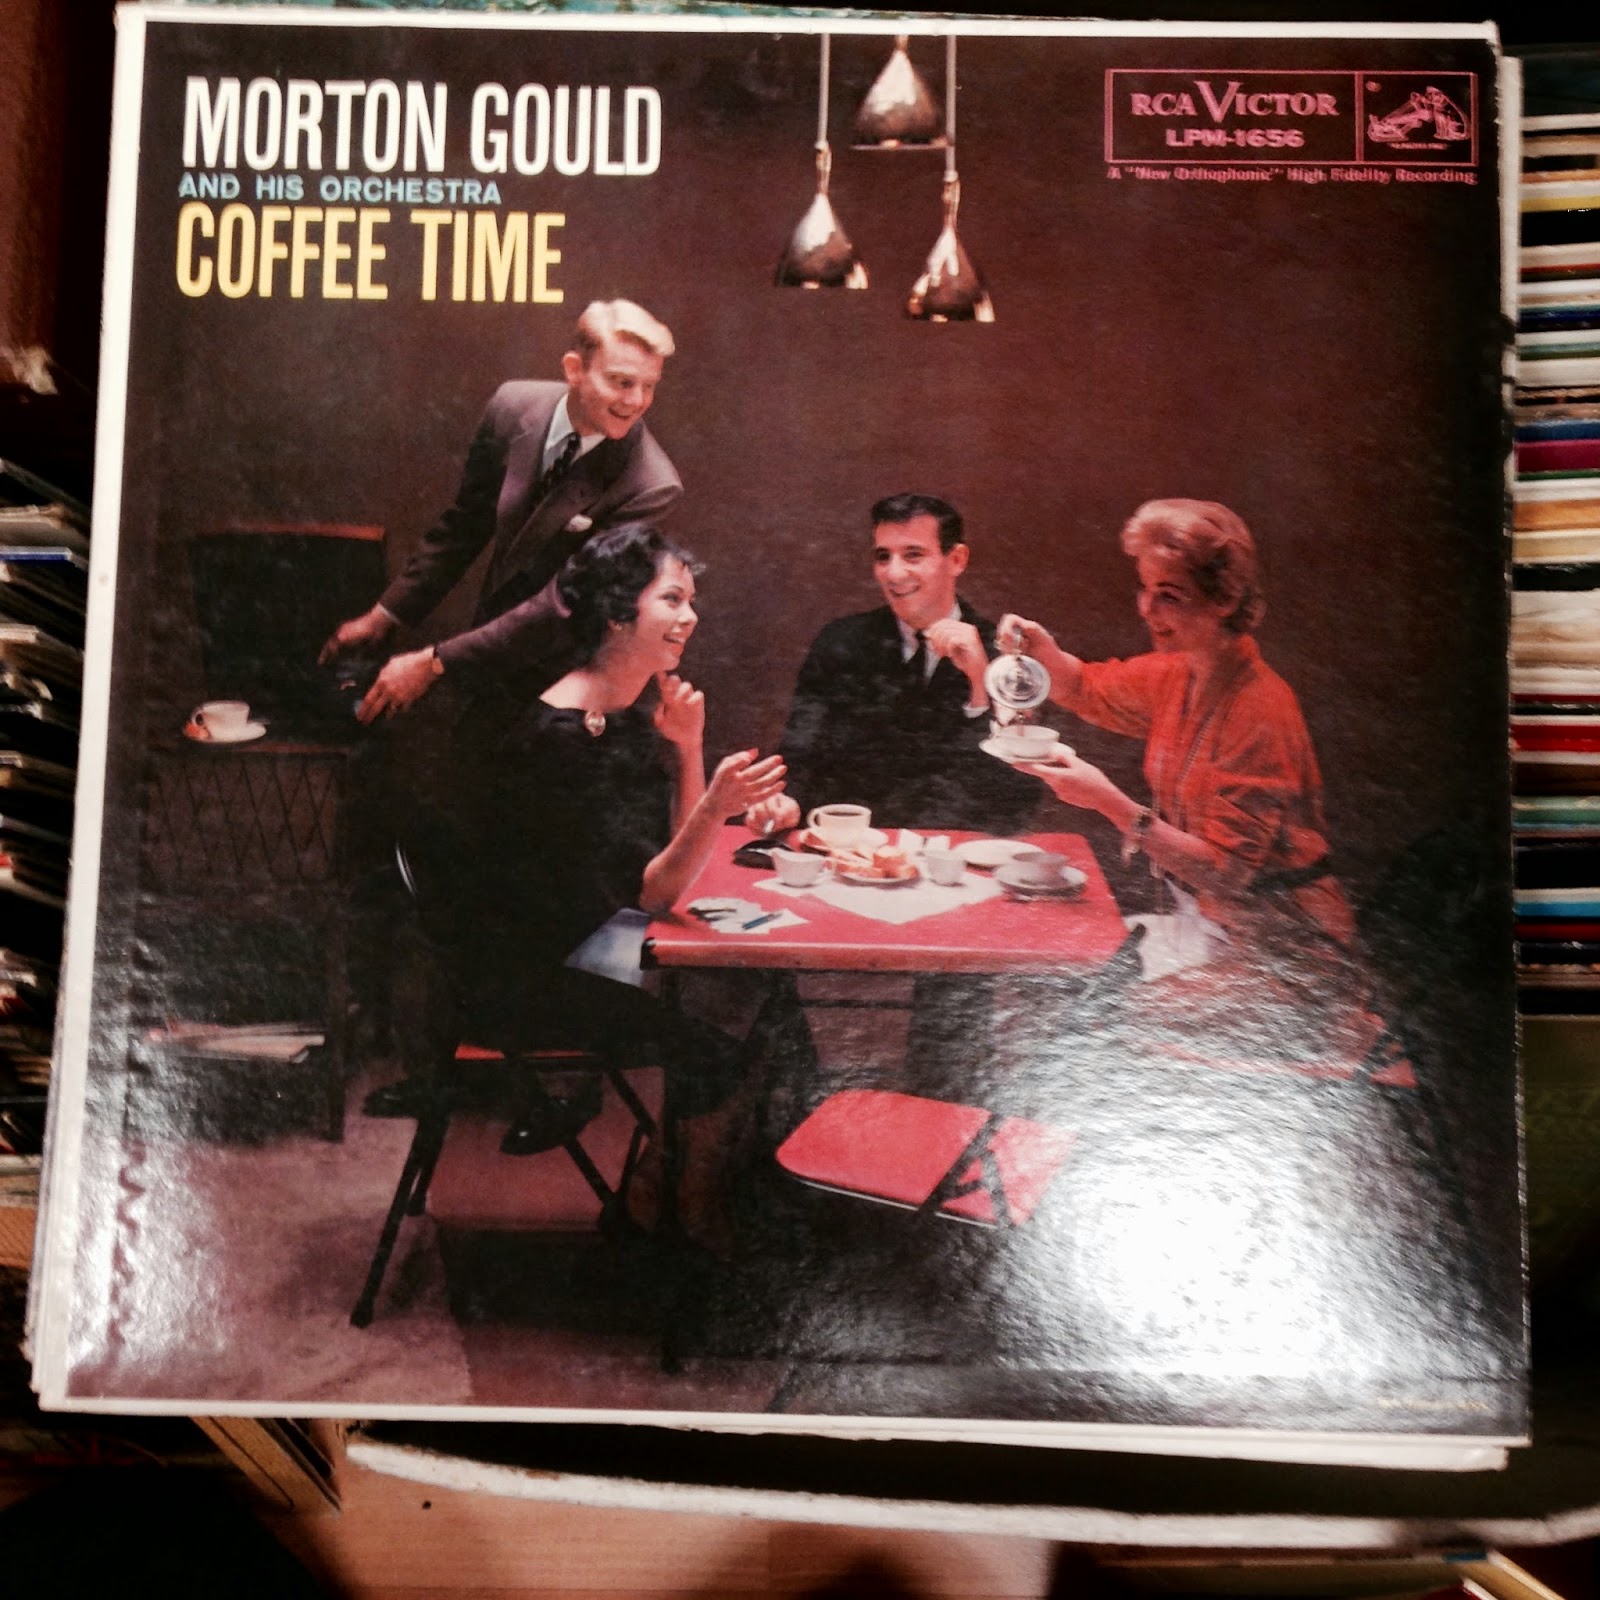 MORTON GOULD
AND HIS ORCHESTRA
COFFEE TIME
RCA VICTOR
LPM-1656
A "New Orthophonic" High Fidelity Recording